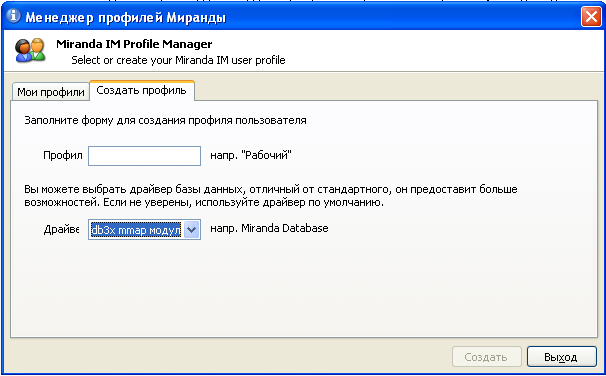 Менеджер профилей Миранды
Miranda IM Profile Manager
Select or create your Miranda IM user profile
Мои профили
Создать профиль
Заполните форму для создания профиля пользователя
Профил
напр. "Рабочий"
Вы можете выбрать драйвер базы данных, отличный от стандартного, он предоставит больше
возможностей. Если не уверены, используйте драйвер по умолчанию.
Драйве
db3x mmap модул
напр. Miranda Database
Создать
Выход